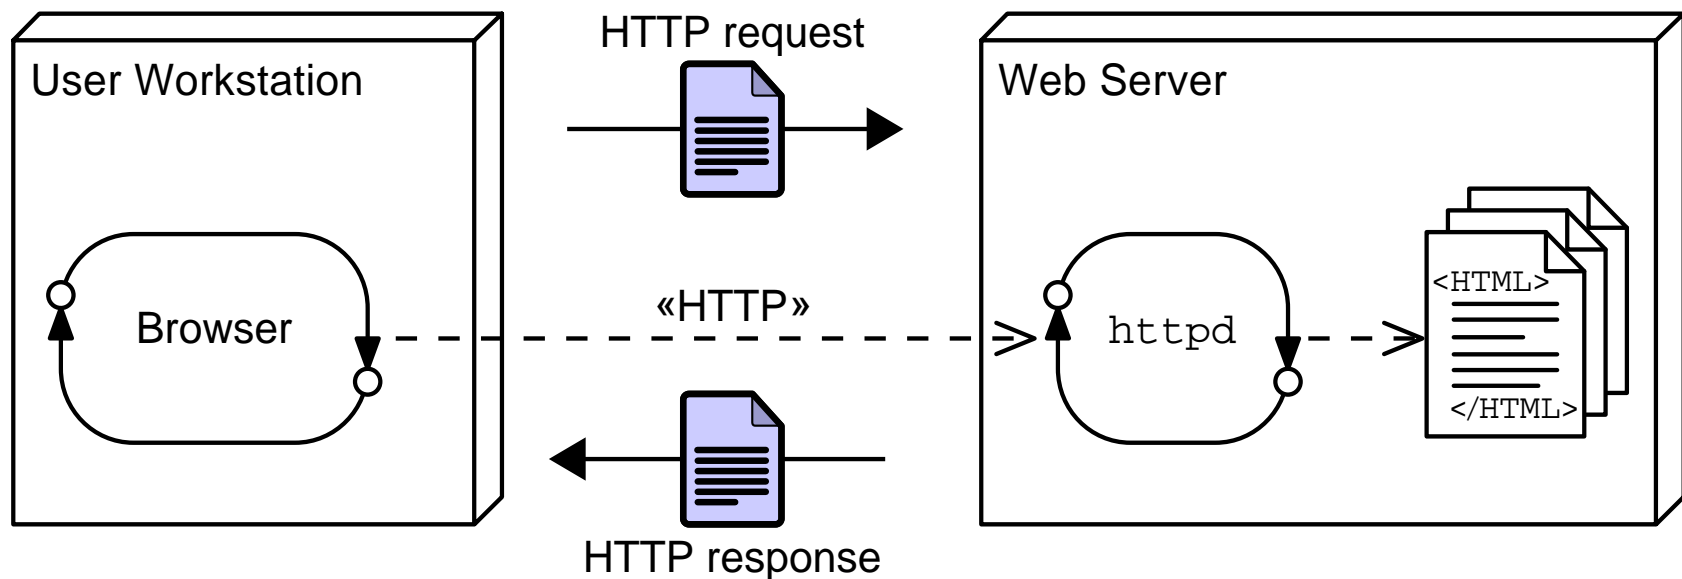 HTTP request
User Workstation
Web Server
«HTTP»
Browser
httpd
<HTML>
</HTML>
HTTP response